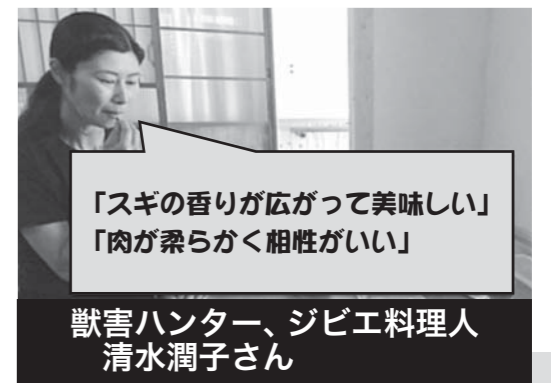 「スギの香りが広がって美味しい」
「肉が柔らかく相性がいい」
獣害ハンター、ジビエ料理人
清水潤子さん